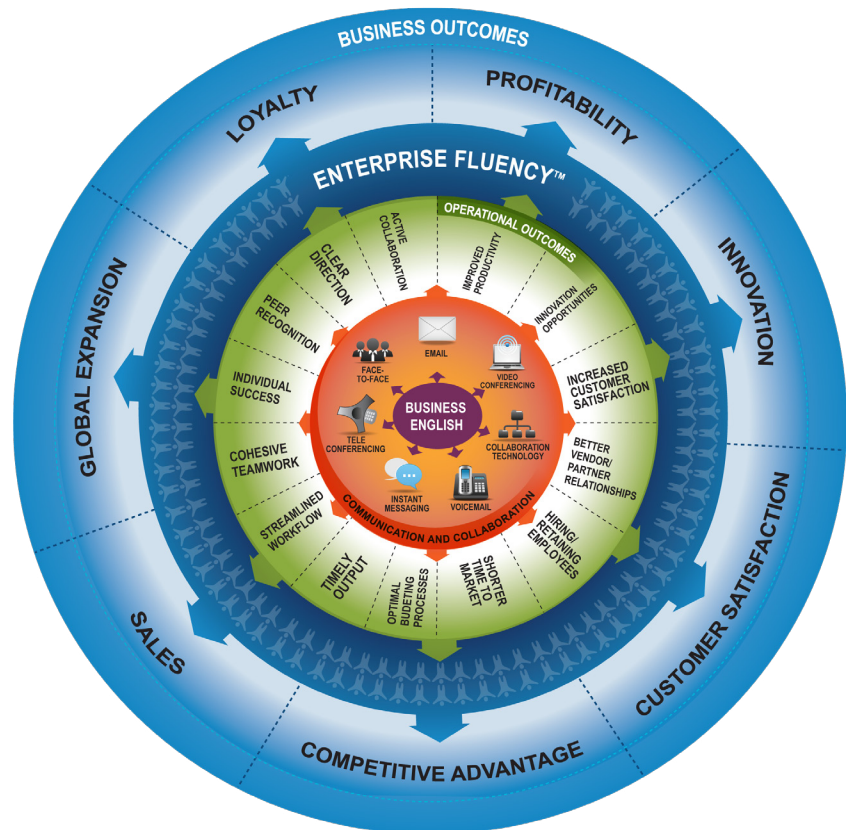 BUSINESS OUTCOMES
PROFITABILITY
INNOVATION
CUSTOMER SATISFACTION
COMPETITIVE ADVANTAGE
SALES
GLOBAL EXPANSION
LOYALTY
ENTERPRISE FLUENCY™
OPERATIONAL OUTCOMES
IMPROVED
PRODUCTIVITY
INNOVATION
OPPORTUNITIES
INCREASED
CUSTOMER
SATISFACTION
BETTER
VENDOR/
PARTNER
RELATIONSHIPS
HIRING/
RETAINING
EMPLOYEES
SHORTER
TIME TO
MARKET
OPTIMAL
BUDETING
PROCESSES
TIMELY
OUTPUT
STREAMLINED
WORKFLOW
COHESIVE
TEAMWORK
INDIVIDUAL
SUCCESS
PEER
RECOGNITION
CLEAR
DIRECTION
ACTIVE
COLLABORATION
EMAIL
VIDEO
CONFERENCING
COLLABORATION
TECHNOLOGY
VOICEMAIL
INSTANT
MESSAGING
TELE
CONFERENCING
FACE-
TO-FACE
BUSINESS
ENGLISH
COMMUNICATION AND COLLABORATION